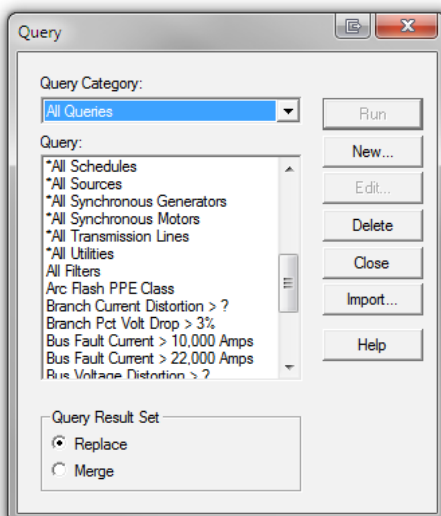 Query
Query Category:
All Queries
Run
Query:
New...
*All Schedules
*All Sources
*All Synchronous Generators
*All Synchronous Motors
*All Transmission Lines
*All Utilities
All Filters
Arc Flash PPE Class
Branch Current Distortion > ?
Branch Pct Volt Drop > 3%
Bus Fault Current > 10,000 Amps
Bus Fault Current > 22,000 Amps
Bus Voltage Distortion > ?
Edit...
Delete
Close
Import...
Help
Query Result Set
Replace
Merge